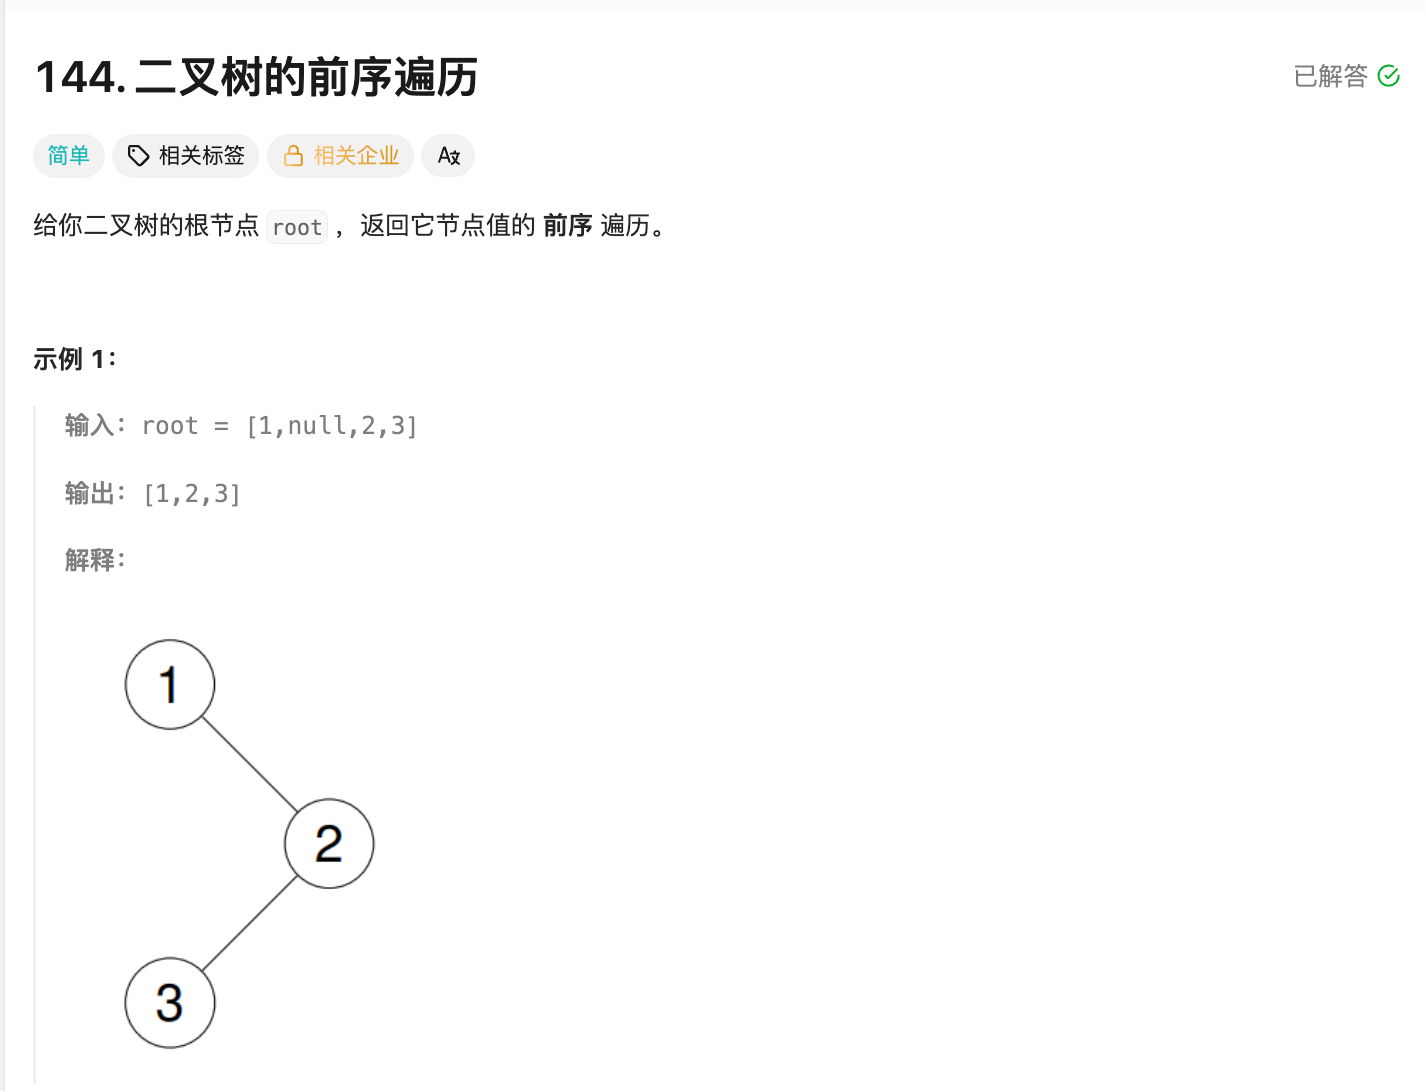 144. 二叉树的前序遍历
已解答
简单 相关标签 相关企业 A文
给你二叉树的根节点 root ，返回它节点值的 前序 遍历。
示例 1：
输入：root = [1,null,2,3]
输出：[1,2,3]
解释：
1
2
3